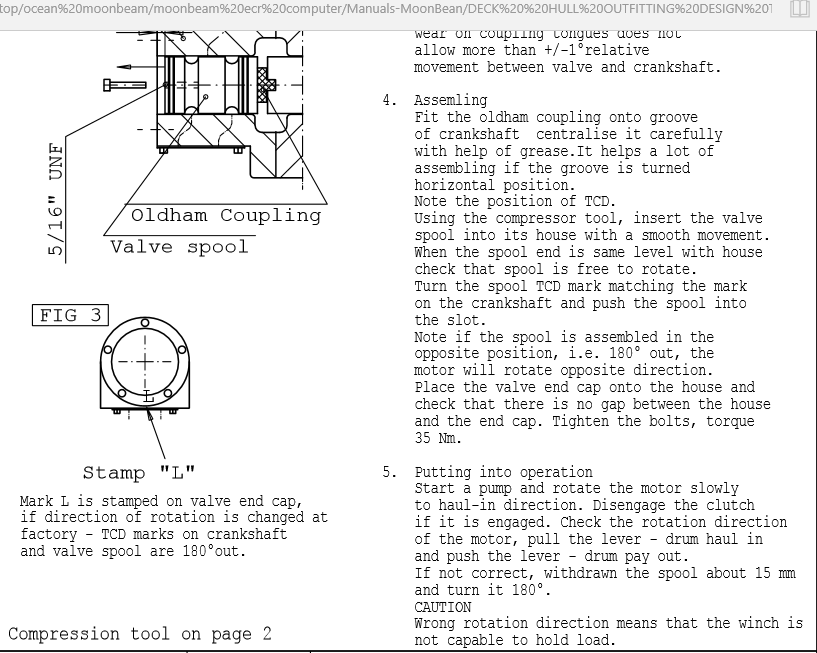 top/ocean%20moonbeam/moonbeam%20ecr%20computer/Manuals-MoonBean/DECK%20%20HULL%20OUTFITTING%20DESIGN%201
5/16" UNF
Oldham Coupling
Valve spool
FIG 3
L
Stamp "L"
Mark L is stamped on valve end cap,
if direction of rotation is changed at
factory - TCD marks on crankshaft
and valve spool are 180°out.
Compression tool on page 2
wear on coupling tongues does not
allow more than +/-1°relative
movement between valve and crankshaft.
4. Assemling
Fit the oldham coupling onto groove
of crankshaft centralise it carefully
with help of grease.It helps a lot of
assembling if the groove is turned
horizontal position.
Note the position of TCD.
Using the compressor tool, insert the valve
spool into its house with a smooth movement.
When the spool end is same level with house
check that spool is free to rotate.
Turn the spool TCD mark matching the mark
on the crankshaft and push the spool into
the slot.
Note if the spool is assembled in the
opposite position, i.e. 180° out, the
motor will rotate opposite direction.
Place the valve end cap onto the house and
check that there is no gap between the house
and the end cap. Tighten the bolts, torque
35 Nm.
5. Putting into operation
Start a pump and rotate the motor slowly
to haul-in direction. Disengage the clutch
if it is engaged. Check the rotation direction
of the motor, pull the lever - drum haul in
and push the lever - drum pay out.
If not correct, withdrawn the spool about 15 mm
and turn it 180°.
CAUTION
Wrong rotation direction means that the winch is
not capable to hold load.